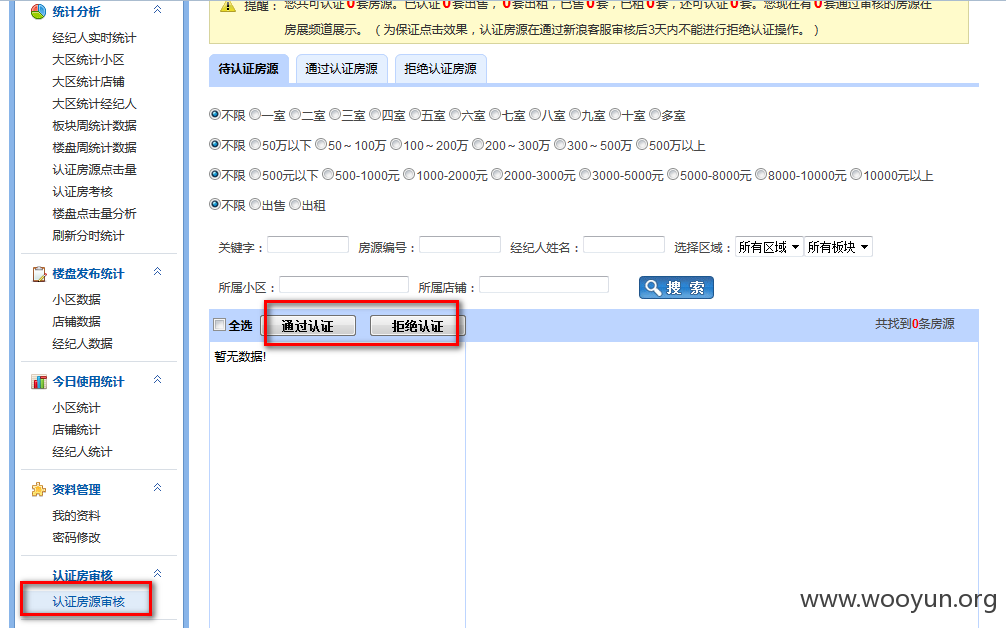 统计分析
经纪人实时统计
大区统计小区
大区统计店铺
大区统计经纪人
板块周统计数据
楼盘周统计数据
认证房源点击量
认证房考核
楼盘点击量分析
刷新分时统计
楼盘发布统计
小区数据
店铺数据
经纪人数据
今日使用统计
小区统计
店铺统计
经纪人统计
资料管理
我的资料
密码修改
认证房审核
认证房源审核
提醒： 您共可认证0套房源。已认证0套出售，0套出租，已售0套，已租0套，还可认证0套。您现在有0套通过审核的房源在
房展频道展示。（为保证点击效果，认证房源在通过新浪客服审核后3天内不能进行拒绝认证操作。）
待认证房源 通过认证房源 拒绝认证房源
不限 一室 二室 三室 四室 五室 六室 七室 八室 九室 十室 多室
不限 50万以下 50～100万 100～200万 200～300万 300～500万 500万以上
不限 500元以下 500-1000元 1000-2000元 2000-3000元 3000-5000元 5000-8000元 8000-10000元 10000元以上
不限 出售 出租
关键字： 房源编号： 经纪人姓名： 选择区域： 所有区域 所有板块
所属小区： 所属店铺： 搜 索
全选 通过认证 拒绝认证 共找到0条房源
暂无数据!
www.wooyun.org